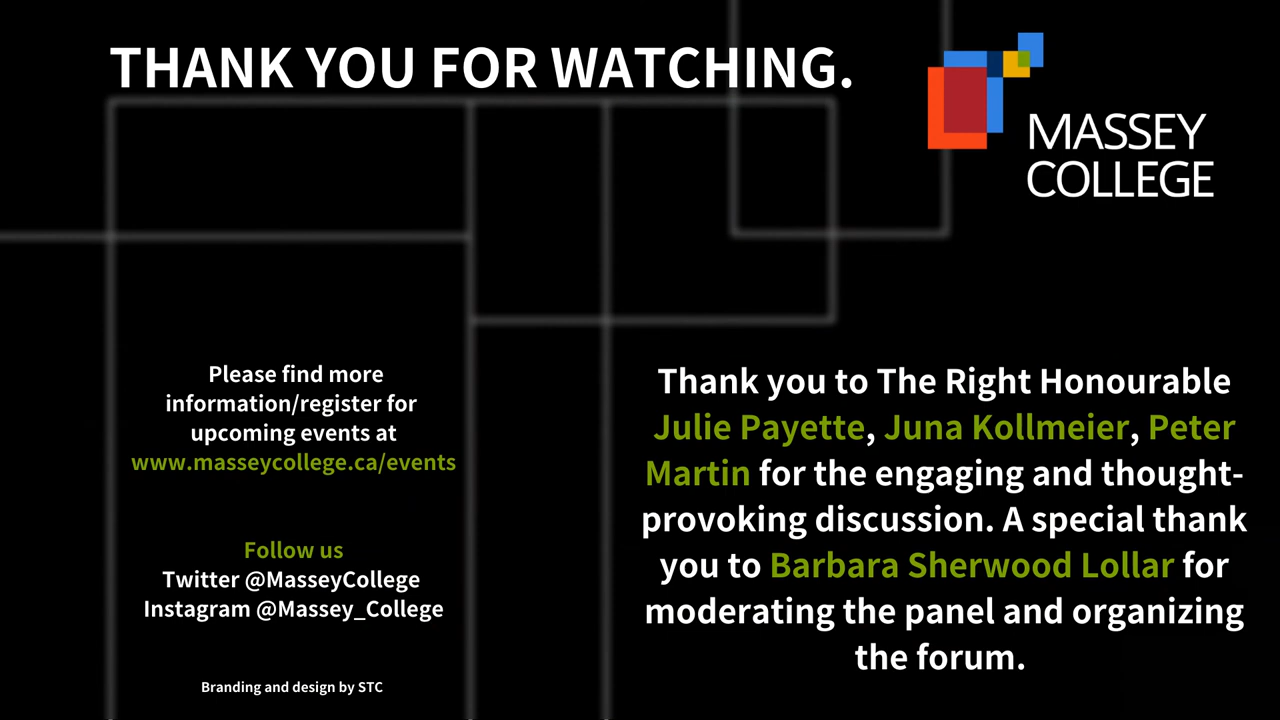 THANK YOU FOR WATCHING.
MASSEY
COLLEGE
Please find more
information/register for
upcoming events at
www.masseycollege.ca/events
Follow us
Twitter @MasseyCollege
Instagram @Massey_College
Branding and design by STC
Thank you to The Right Honourable
Julie Payette, Juna Kollmeier, Peter
Martin for the engaging and thought-
provoking discussion. A special thank
you to Barbara Sherwood Lollar for
moderating the panel and organizing
the forum.